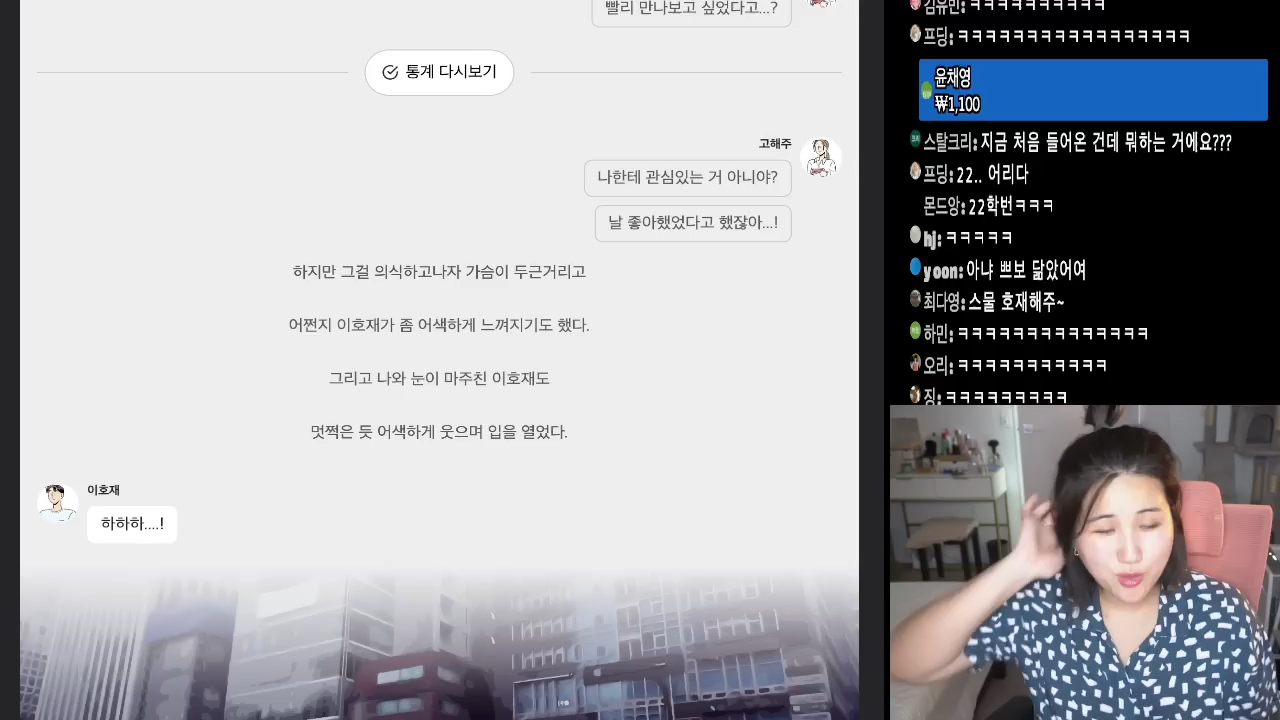 빨리 만나보고 싶었다고...?
통계 다시보기
고해주
나한테 관심있는 거 아니야?
날 좋아했었다고 했잖아...!
하지만 그걸 의식하고나자 가슴이 두근거리고
어쩐지 이호재가 좀 어색하게 느껴지기도 했다.
그리고 나와 눈이 마주친 이호재도
멋쩍은 듯 어색하게 웃으며 입을 열었다.
이호재
하하하....!
김유민: ㅋㅋㅋㅋㅋㅋㅋㅋㅋㅋ
프딩: ㅋㅋㅋㅋㅋㅋㅋㅋㅋㅋㅋㅋㅋㅋㅋㅋㅋ
윤채영
₩1,100
스탈크리: 지금 처음 들어온 건데 뭐하는 거에요???
프딩: 22.. 어리다
몬드앙: 22학번ㅋㅋㅋ
hj: ㅋㅋㅋㅋㅋ
yoon: 아냐 쁘보 닮았어여
최다영: 스물 호재해주~
하민: ㅋㅋㅋㅋㅋㅋㅋㅋㅋㅋㅋㅋㅋㅋ
오리: ㅋㅋㅋㅋㅋㅋㅋㅋㅋㅋㅋ
징: ㅋㅋㅋㅋㅋㅋㅋㅋㅋ